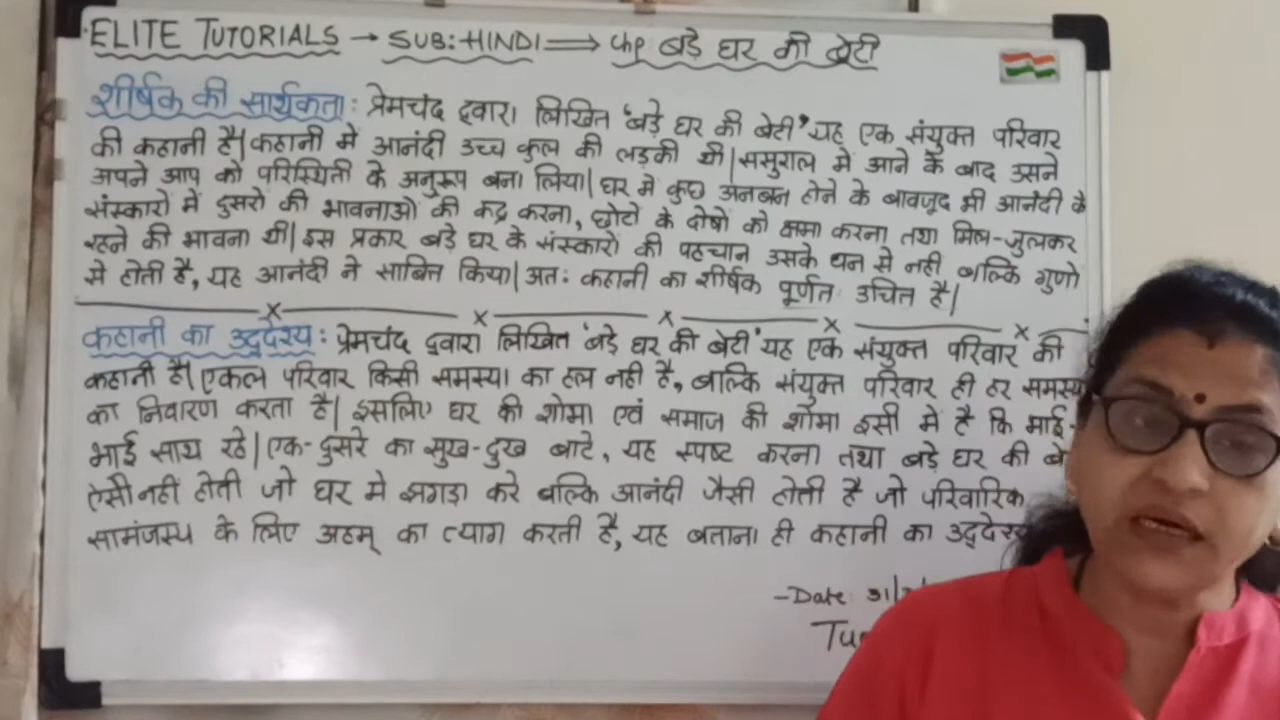 ELITE TUTORIALS → SUB: HINDI ⟹ Chp: बड़े घर की बेटी
शीर्षक की सार्थकता: प्रेमचंद द्वारा लिखित 'बड़े घर की बेटी' यह एक संयुक्त परिवार
की कहानी है। कहानी में आनंदी उच्च कुल की लड़की थी। ससुराल में आने के बाद उसने
अपने आप को परिस्थिती के अनुरूप बना लिया। घर में कुछ अनबन होने के बावजूद भी आनंदी के
संस्कारों में दुसरो की भावनाओं की कद्र करना, छोटो के दोषों को क्षमा करना तथा मिल-जुलकर
रहने की भावना थी। इस प्रकार बड़े घर के संस्कारों की पहचान उसके धन से नहीं बल्कि गुणो
से होती है, यह आनंदी ने साबित किया। अतः कहानी का शीर्षक पूर्णतः उचित है।
कहानी का उद्देश्य: प्रेमचंद द्वारा लिखित 'बड़े घर की बेटी' यह एक संयुक्त परिवार की
कहानी है। एकल परिवार किसी समस्या का हल नही है, बल्कि संयुक्त परिवार ही हर समस्या
का निवारण करता है। इसलिए घर की शोभा एवं समाज की शोभा इसी मे है कि भाई-
भाई साथ रहे। एक-दुसरे का सुख-दुख बाटे, यह स्पष्ट करना तथा बड़े घर की
ऐसी नहीं होती जो घर मे झगड़ा करे बल्कि आनंदी जैसी होती है जो परिवारिक
सामंजस्य के लिए अहम् का त्याग करती है, यह बताना ही कहानी का
-Date: 31/